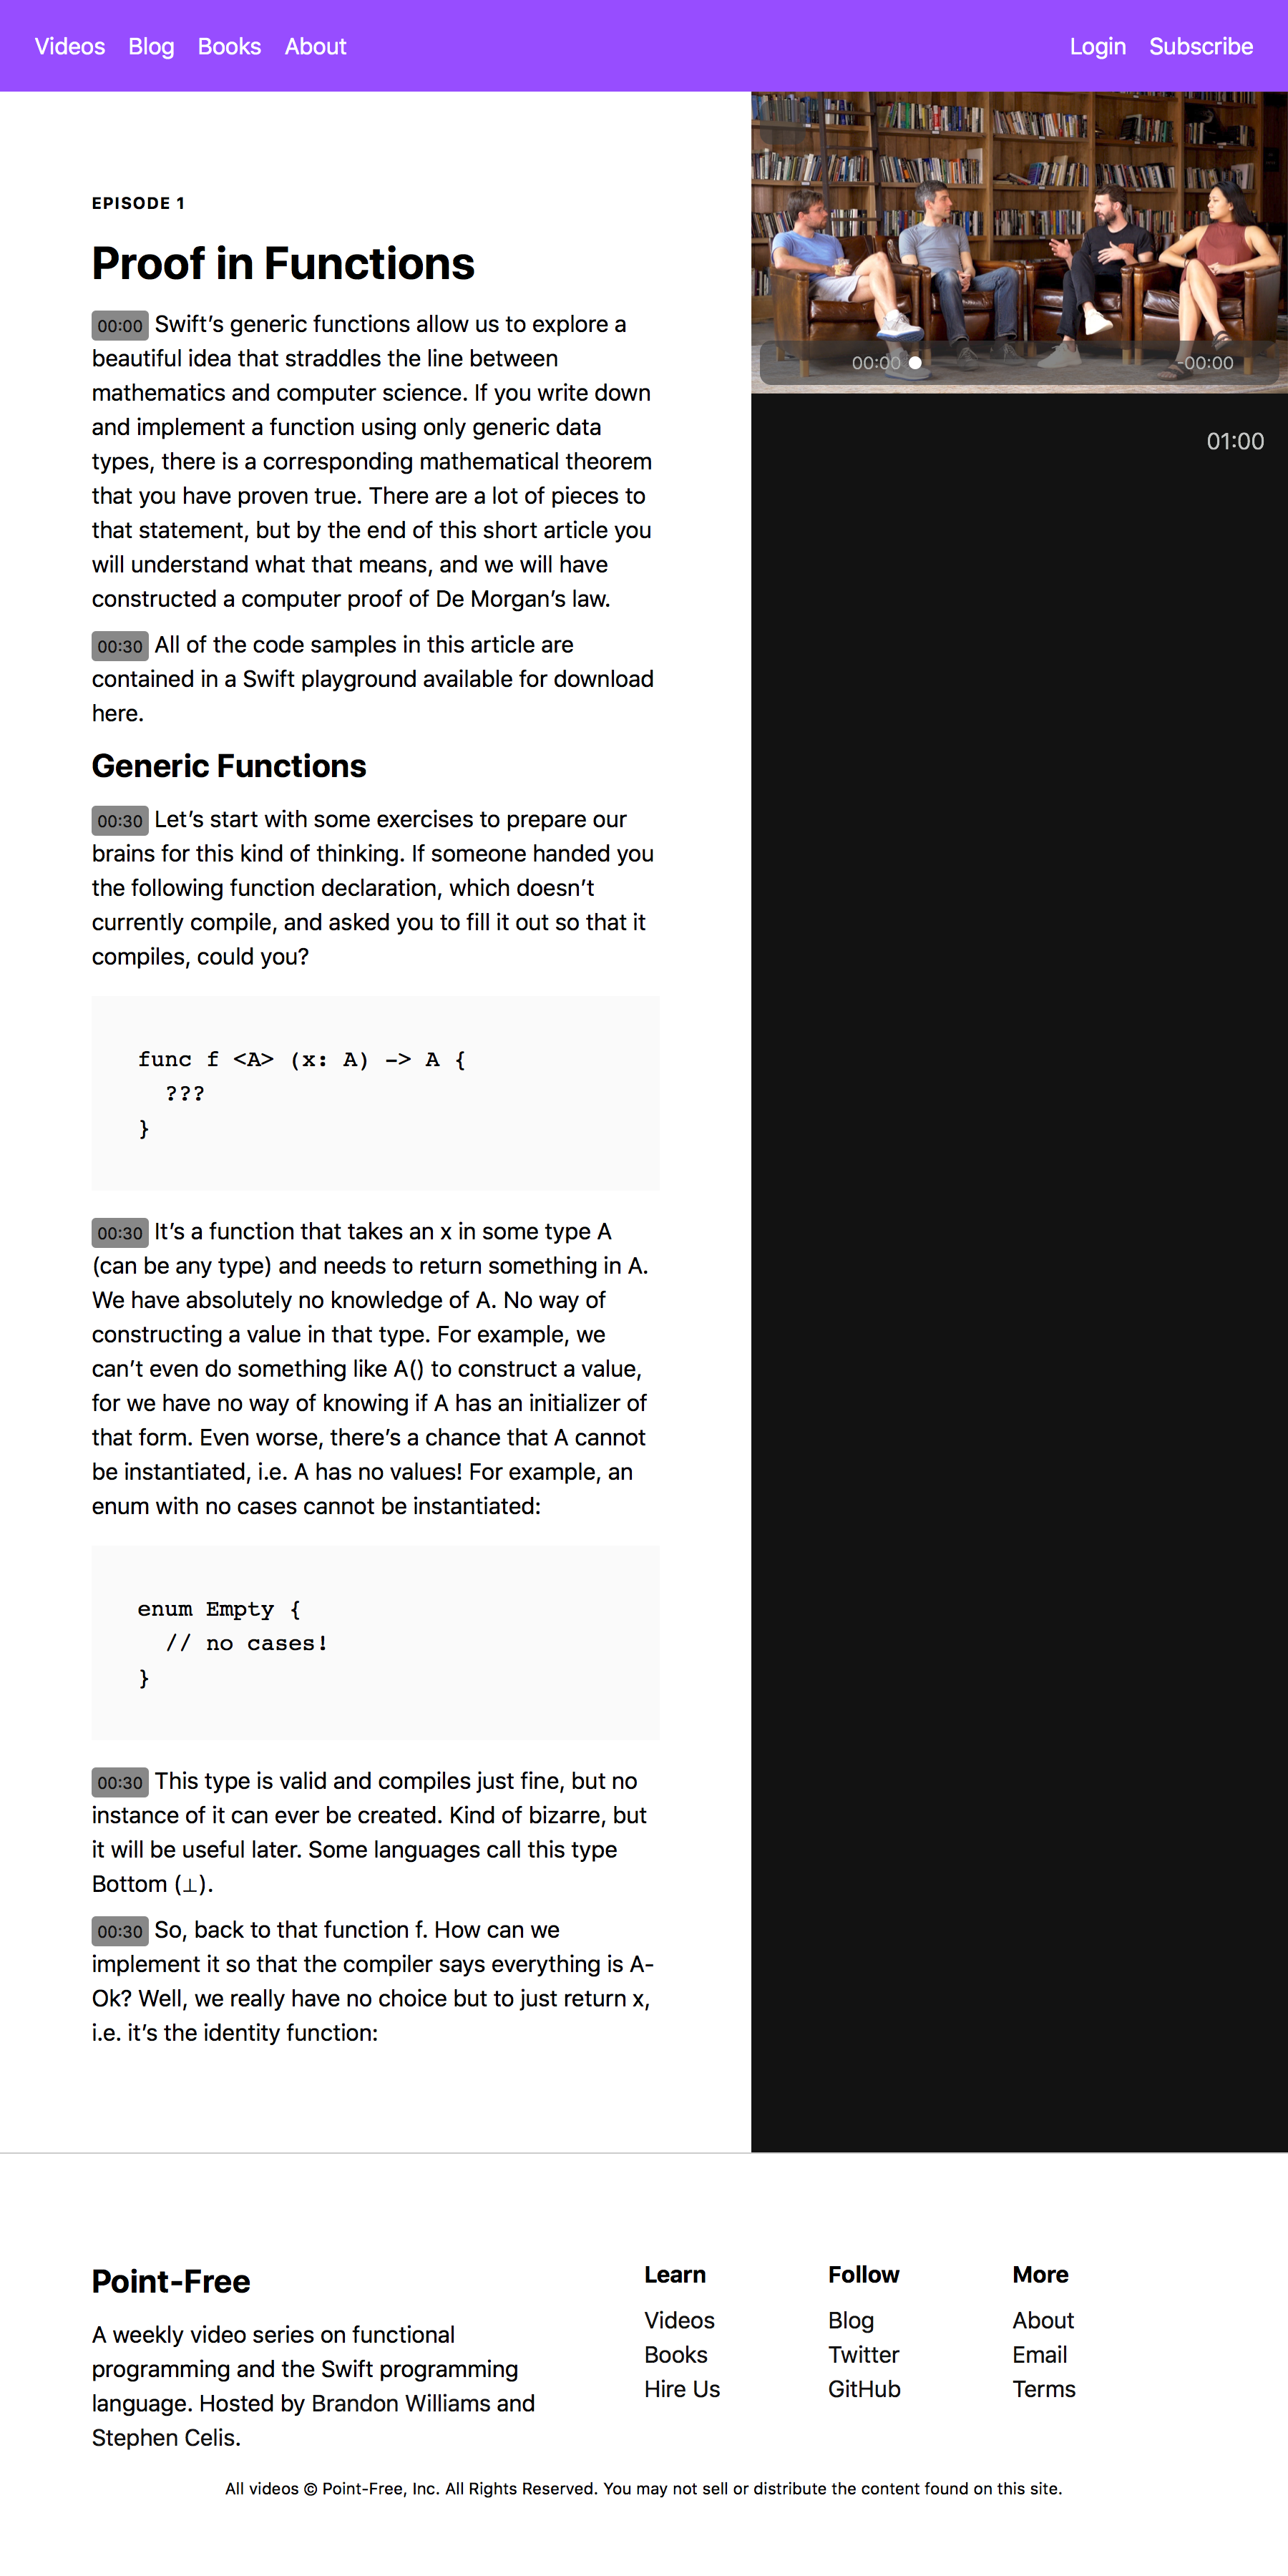 Videos Blog Books About Login Subscribe
EPISODE 1
Proof in Functions
00:00 Swift’s generic functions allow us to explore a
beautiful idea that straddles the line between
mathematics and computer science. If you write down
and implement a function using only generic data
types, there is a corresponding mathematical theorem
that you have proven true. There are a lot of pieces to
that statement, but by the end of this short article you
will understand what that means, and we will have
constructed a computer proof of De Morgan’s law.
00:30 All of the code samples in this article are
contained in a Swift playground available for download
here.
Generic Functions
00:30 Let’s start with some exercises to prepare our
brains for this kind of thinking. If someone handed you
the following function declaration, which doesn’t
currently compile, and asked you to fill it out so that it
compiles, could you?
func f <A> (x: A) -> A {
  ???
}
00:30 It’s a function that takes an x in some type A
(can be any type) and needs to return something in A.
We have absolutely no knowledge of A. No way of
constructing a value in that type. For example, we
can’t even do something like A() to construct a value,
for we have no way of knowing if A has an initializer of
that form. Even worse, there’s a chance that A cannot
be instantiated, i.e. A has no values! For example, an
enum with no cases cannot be instantiated:
enum Empty {
  // no cases!
}
00:30 This type is valid and compiles just fine, but no
instance of it can ever be created. Kind of bizarre, but
it will be useful later. Some languages call this type
Bottom (⊥).
00:30 So, back to that function f. How can we
implement it so that the compiler says everything is A-
Ok? Well, we really have no choice but to just return x,
i.e. it’s the identity function:
00:00 -00:00
01:00
Point-Free
A weekly video series on functional
programming and the Swift programming
language. Hosted by Brandon Williams and
Stephen Celis.
Learn
Videos
Books
Hire Us
Follow
Blog
Twitter
GitHub
More
About
Email
Terms
All videos © Point-Free, Inc. All Rights Reserved. You may not sell or distribute the content found on this site.